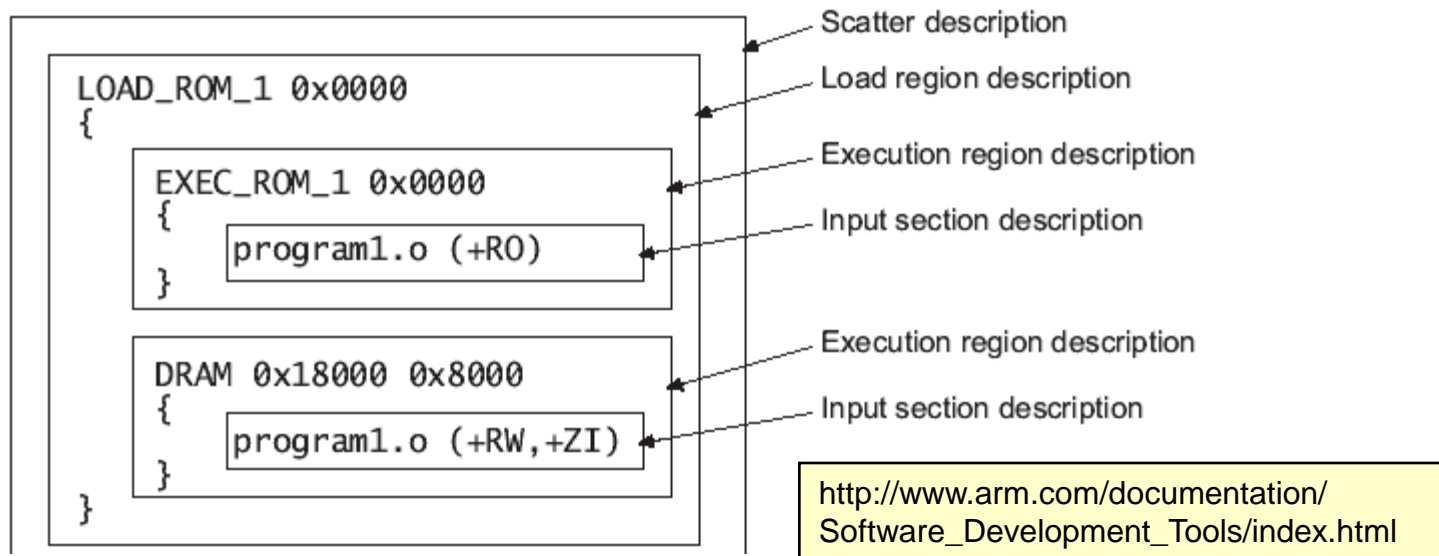 Scatter description
LOAD_ROM_1 0x0000
Load region description
{
Execution region description
EXEC_ROM_1 0x0000
{
Input section description
program1.o (+RO)
}
Execution region description
DRAM 0x18000 0x8000
{
Input section description
program1.o (+RW,+ZI)
}
}
http://www.arm.com/documentation/
Software_Development_Tools/index.html